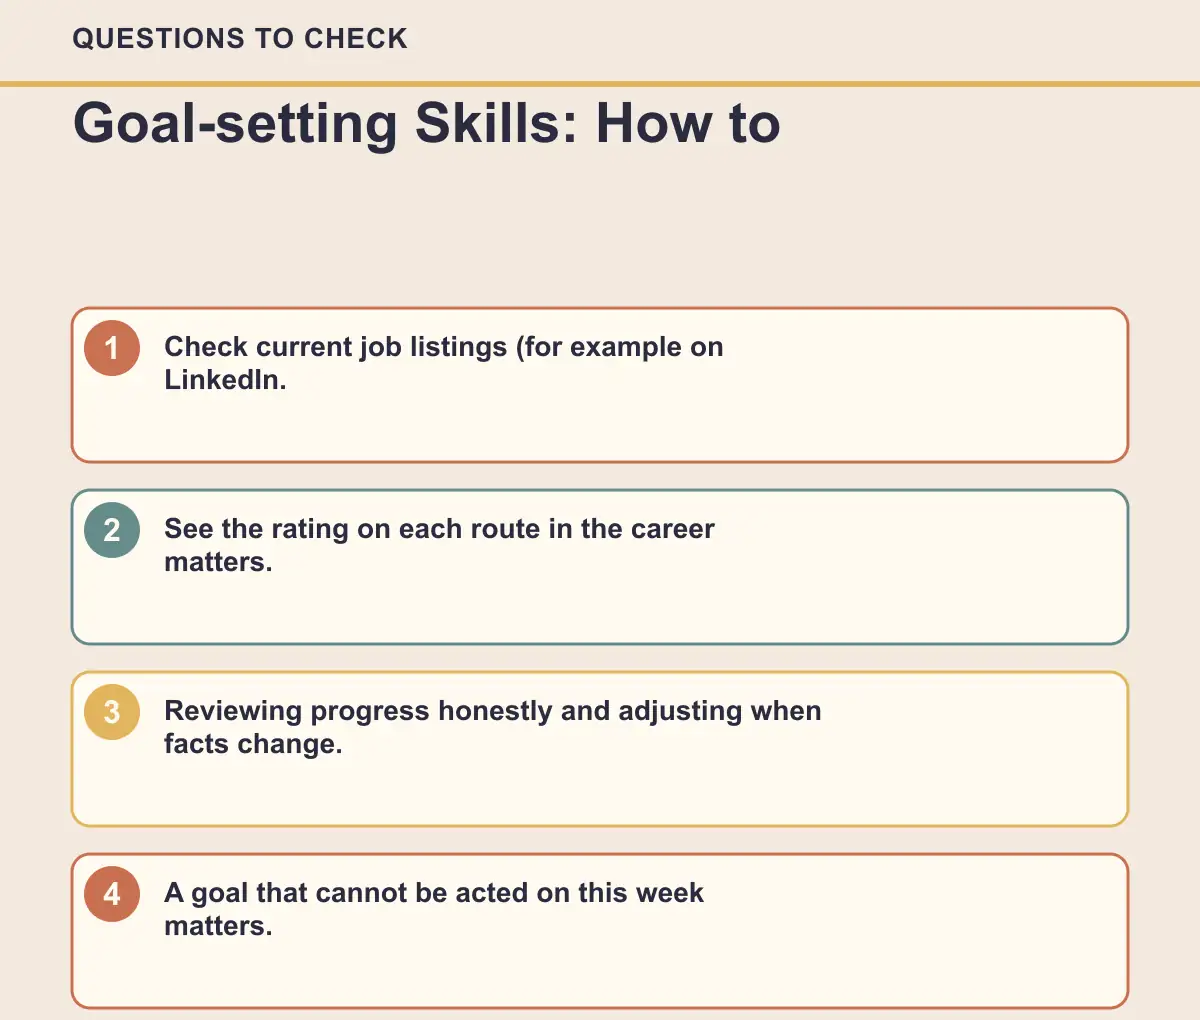 QUESTIONS TO CHECK
Goal-setting Skills: How to
1
Check current job listings (for example on
LinkedIn.
2
See the rating on each route in the career
matters.
3
Reviewing progress honestly and adjusting when
facts change.
4
A goal that cannot be acted on this week
matters.